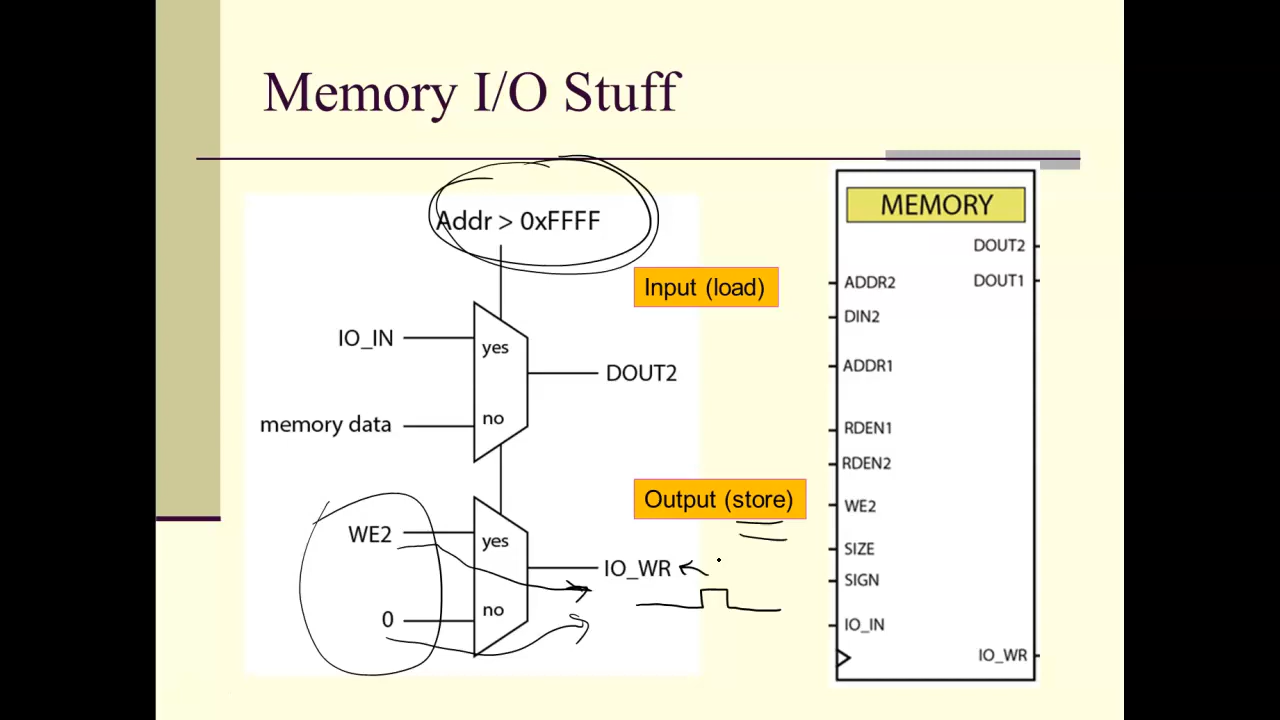 Memory I/O Stuff
Addr > 0xFFFF
Input (load)
IO_IN
yes
DOUT2
memory data
no
Output (store)
WE2
yes
IO_WR
0
no
MEMORY
DOUT2
ADDR2
DOUT1
DIN2
ADDR1
RDEN1
RDEN2
WE2
SIZE
SIGN
IO_IN
IO_WR